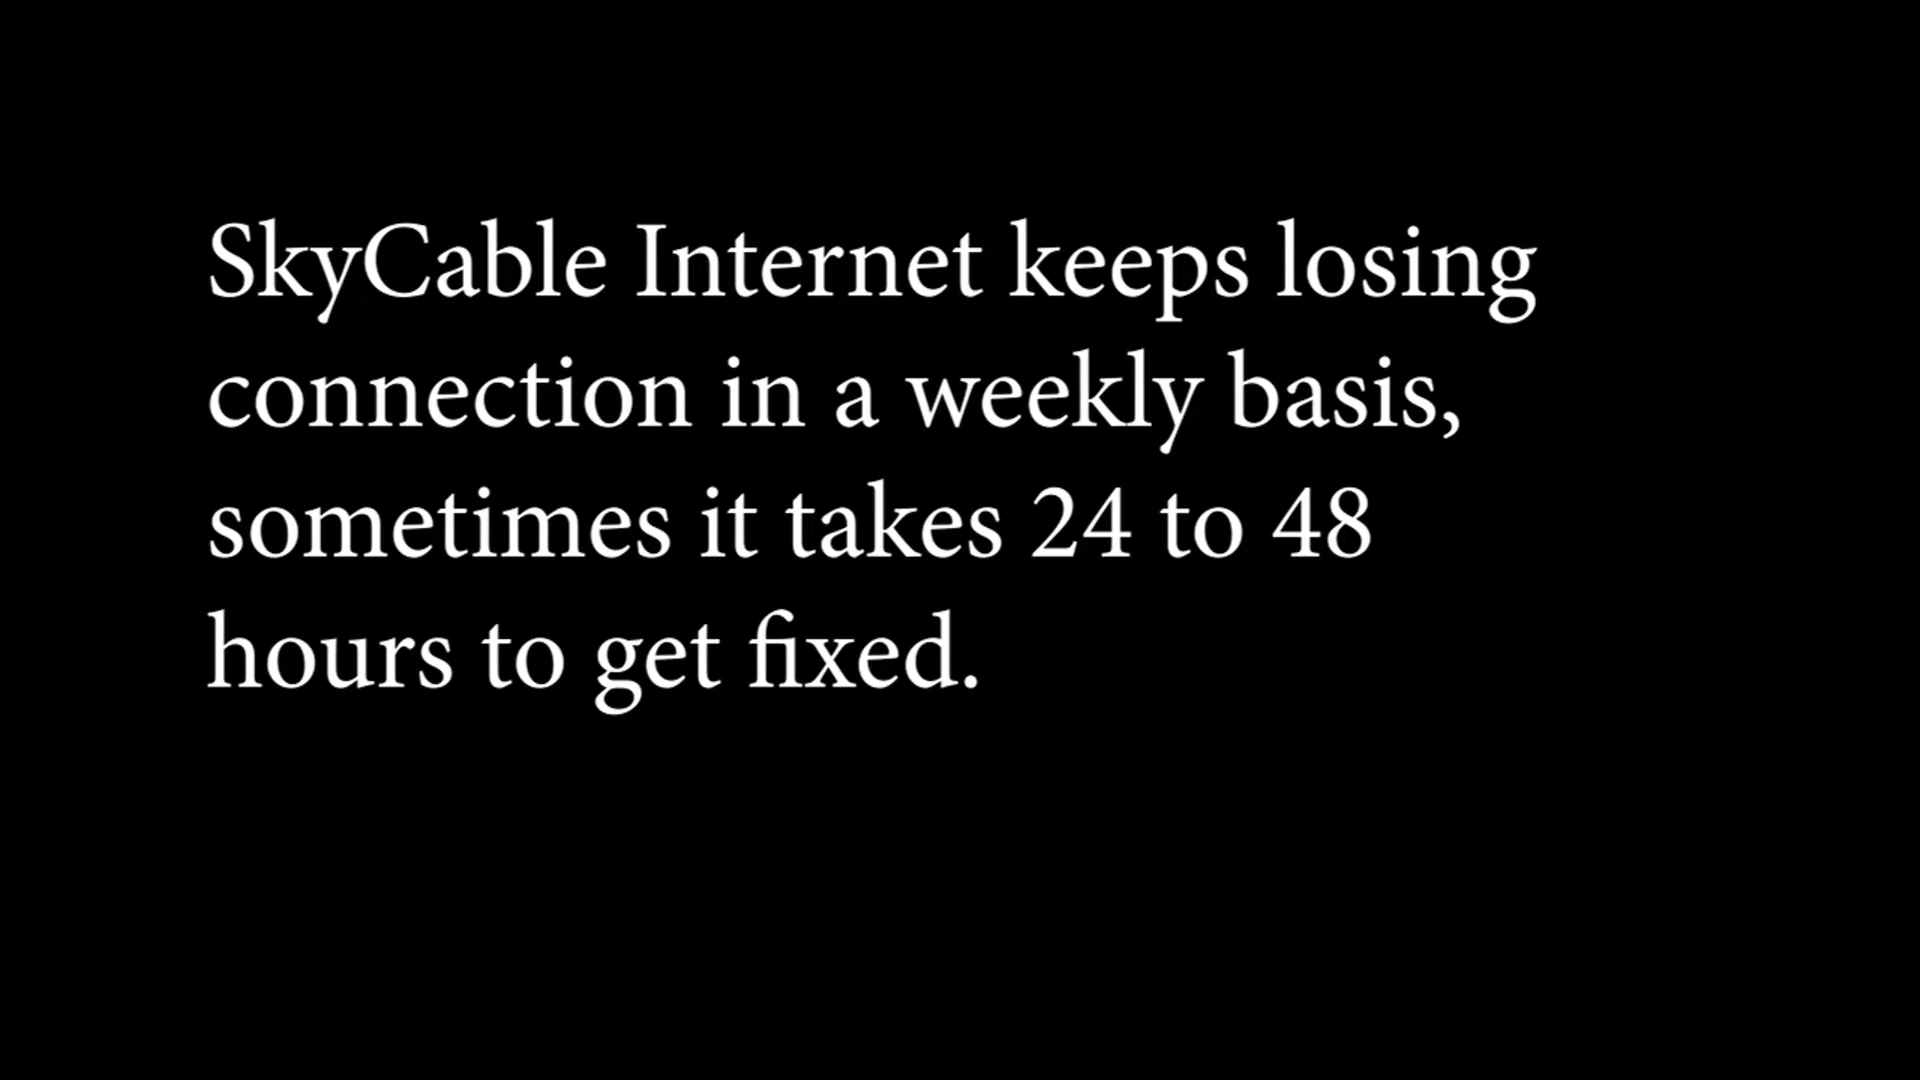 SkyCable Internet keeps losing
connection in a weekly basis,
sometimes it takes 24 to 48
hours to get fixed.